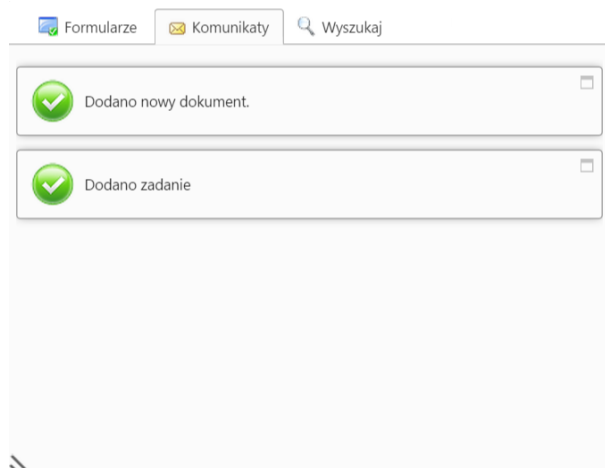 Formularze Komunikaty Wyszukaj
Dodano nowy dokument.
Dodano zadanie